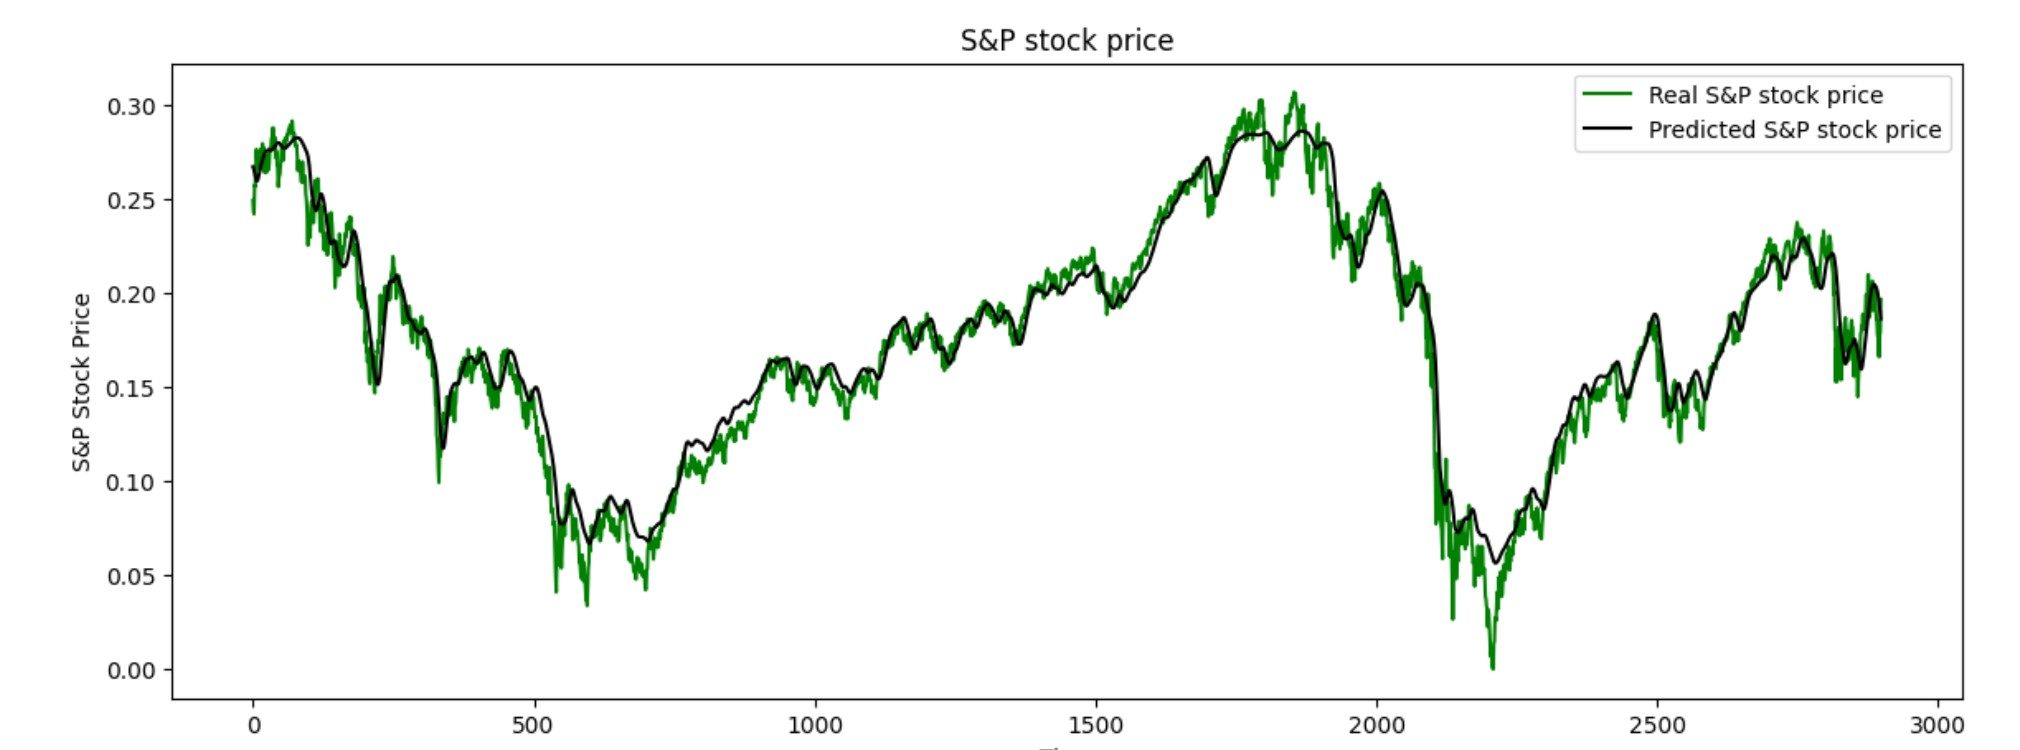 S&P stock price
Real S&P stock price
Predicted S&P stock price
S&P Stock Price
0.30
0.25
0.20
0.15
0.10
0.05
0.00
0 500 1000 1500 2000 2500 3000